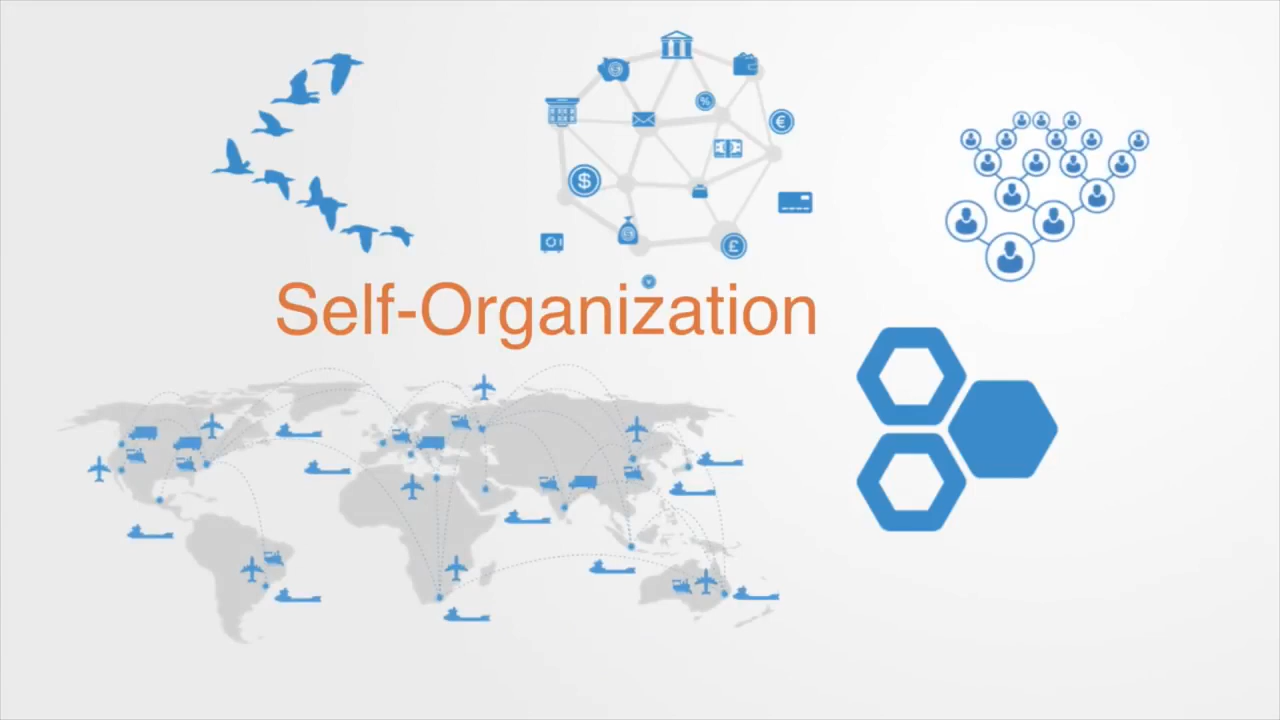 %
€
$
£
Self-Organization